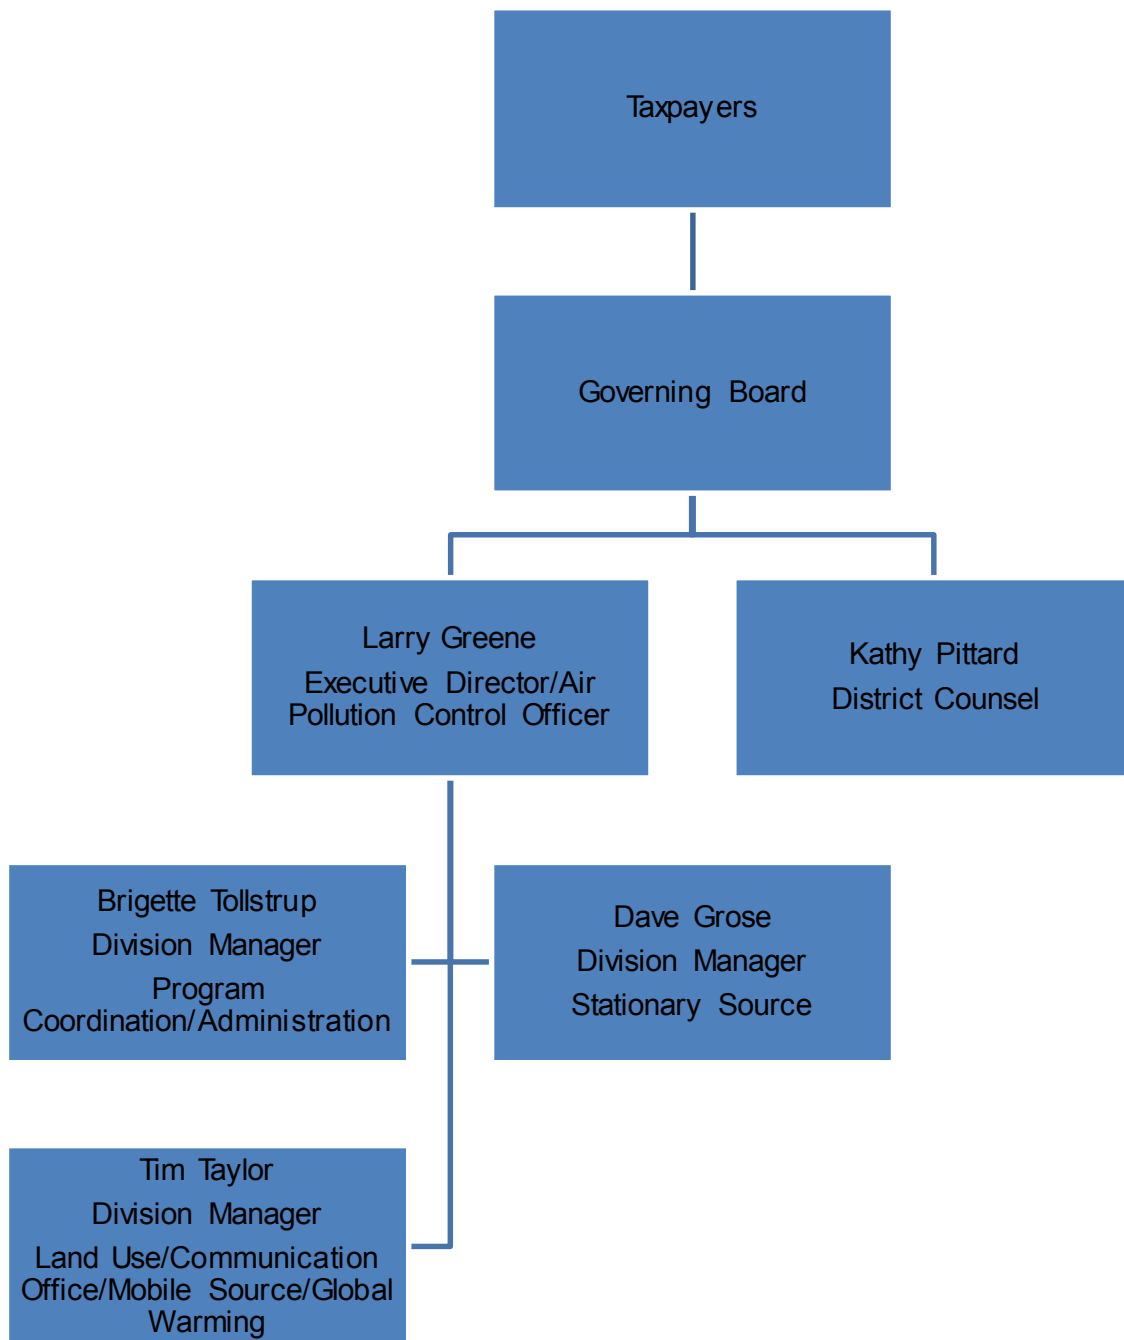 Taxpayers
Governing Board
Larry Greene
Executive Director/Air
Pollution Control Officer
Kathy Pittard
District Counsel
Brigette Tollstrup
Division Manager
Program
Coordination/Administration
Dave Grose
Division Manager
Stationary Source
Tim Taylor
Division Manager
Land Use/Communication
Office/Mobile Source/Global
Warming